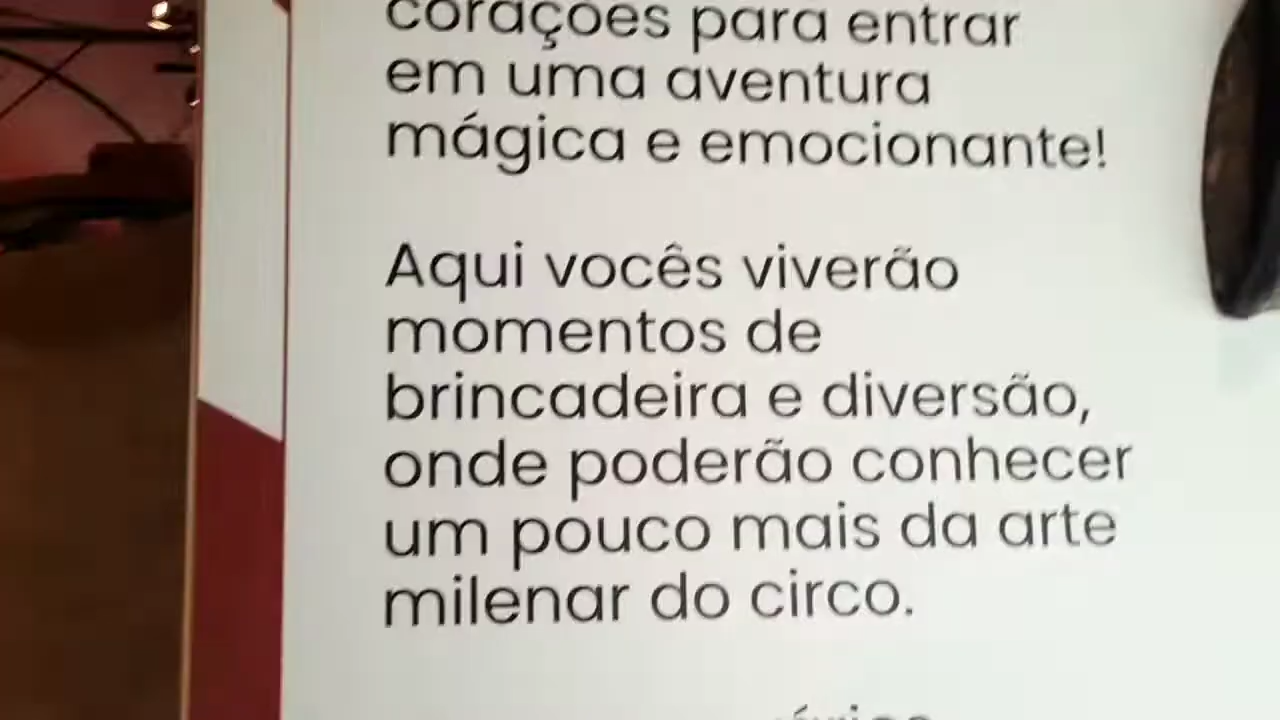 corações para entrar
em uma aventura
mágica e emocionante!
Aqui vocês viverão
momentos de
brincadeira e diversão,
onde poderão conhecer
um pouco mais da arte
milenar do circo.